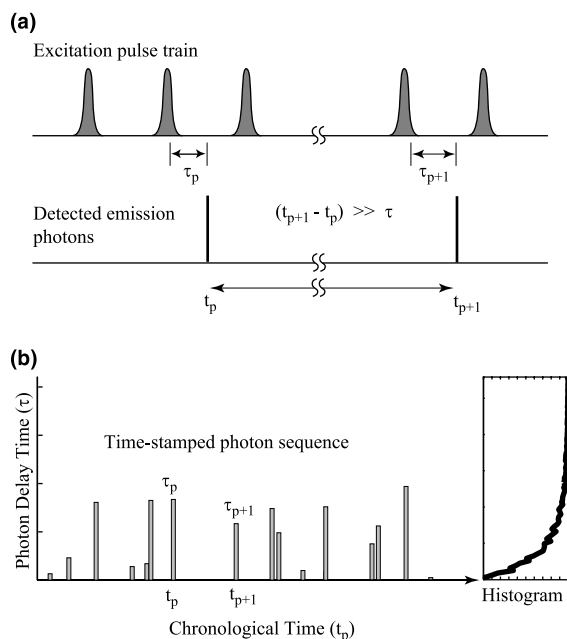 (a)
Excitation pulse train
τp
τp+1
Detected emission
photons
(tp+1 - tp) >> τ
tp
tp+1
(b)
Photon Delay Time (τ)
Time-stamped photon sequence
τp
τp+1
tp
tp+1
Chronological Time (tp)
Histogram